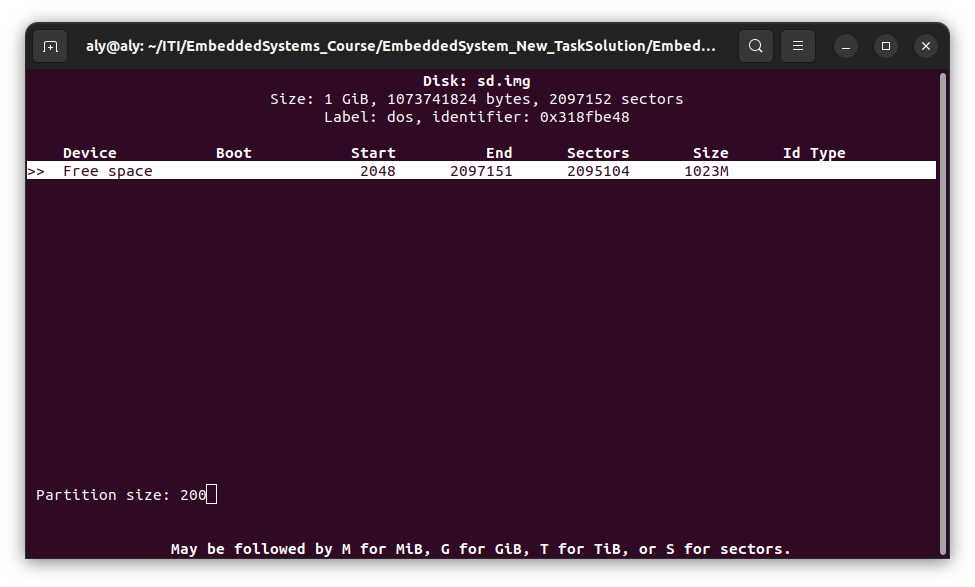 aly@aly: ~/ITI/EmbeddedSystems_Course/EmbeddedSystem_New_TaskSolution/Embed...
Disk: sd.img
Size: 1 GiB, 1073741824 bytes, 2097152 sectors
Label: dos, identifier: 0x318fbe48
Device Boot Start End Sectors Size Id Type
>> Free space 2048 2097151 2095104 1023M
Partition size: 200
May be followed by M for MiB, G for GiB, T for TiB, or S for sectors.